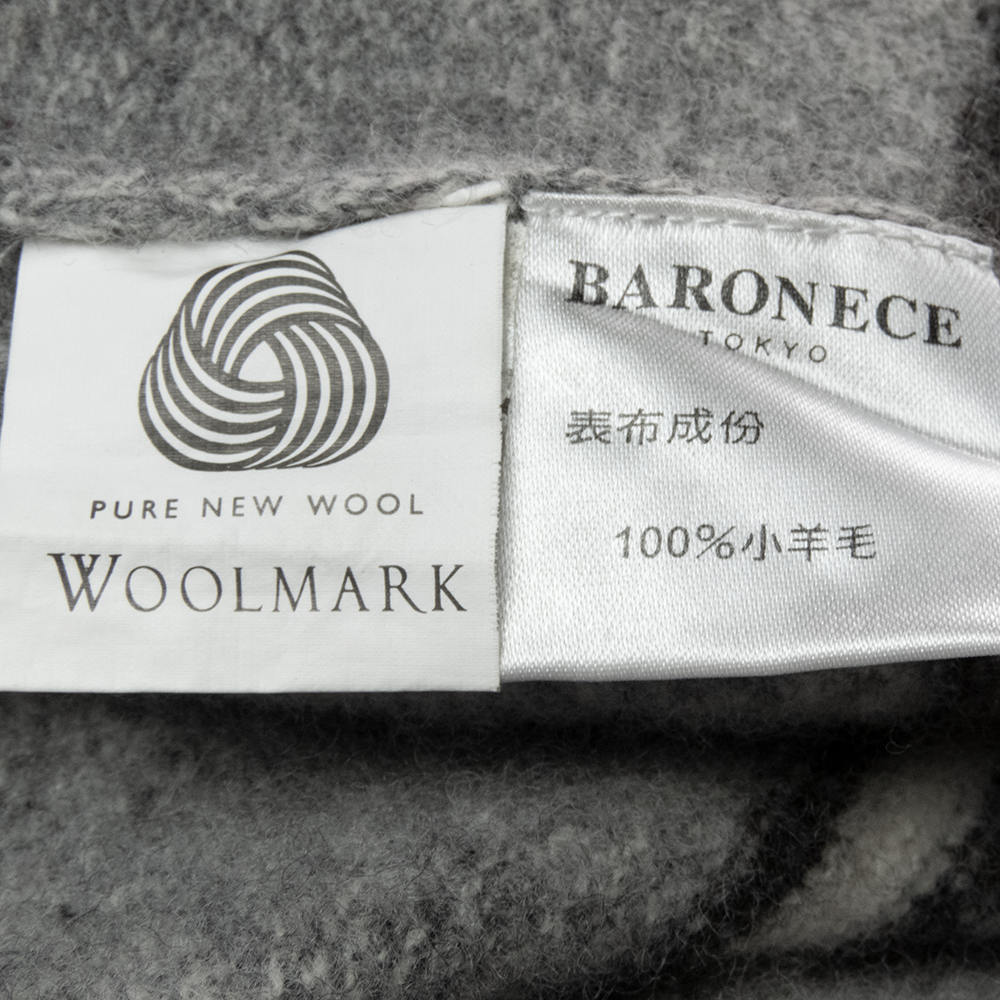 PURE NEW WOOL
WOOLMARK
BARONECE
TOKYO
表布成份
100%小羊毛